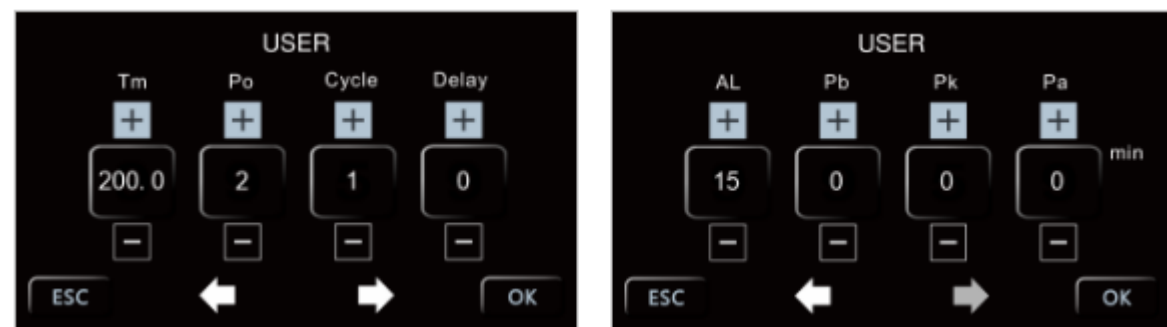 USER
Tm Po Cycle Delay
+ + + +
200. 0 2 1 0
- - - -
ESC OK
USER
AL Pb Pk Pa
+ + + +
15 0 0 0 min
- - - -
ESC OK